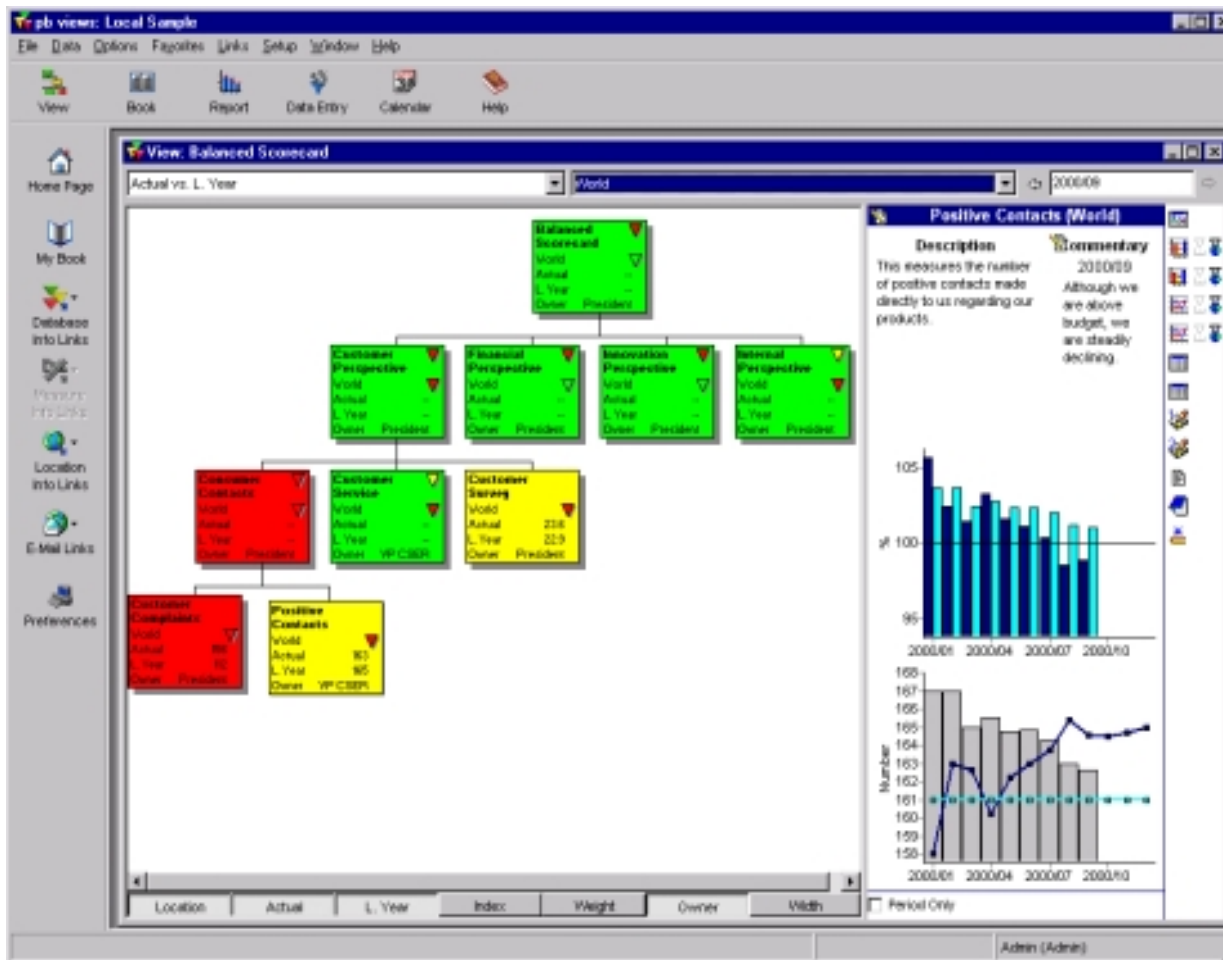 pb views: Local Sample
File Data Options Favorites Links Setup Window Help
View Book Report Data Entry Calendar Help
Home Page
My Book
Database
Info Links
Measure
Info Links
Location
Info Links
E-Mail Links
Preferences
View: Balanced Scorecard
Actual vs. L. Year
World
2000/09
Balanced
Scorecard
World
Actual --
L. Year --
Owner President
Customer
Perspective
World
Actual --
L. Year --
Owner President
Financial
Perspective
World
Actual --
L. Year --
Owner President
Innovation
Perspective
World
Actual --
L. Year --
Owner President
Internal
Perspective
World
Actual --
L. Year --
Owner President
Consumer
Contacts
World
Actual --
L. Year --
Owner President
Customer
Service
World
Actual --
L. Year --
Owner VP CSER
Customer
Survey
World
Actual 23.6
L. Year 22.9
Owner President
Customer
Complaints
World
Actual
L. Year
Owner President
Positive
Contacts
World
Actual 163
L. Year 165
Owner VP CSER
Location Actual L. Year Index Weight Owner Width
Positive Contacts (World)
Description
This measures the number
of positive contacts made
directly to us regarding our
products.
Commentary
2000/09
Although we
are above
budget, we
are steadily
declining.
105
% 100
95
2000/01 2000/04 2000/07 2000/10
168
167
166
165
164
163
162
161
160
159
158
Number
2000/01 2000/04 2000/07 2000/10
Period Only
Admin (Admin)